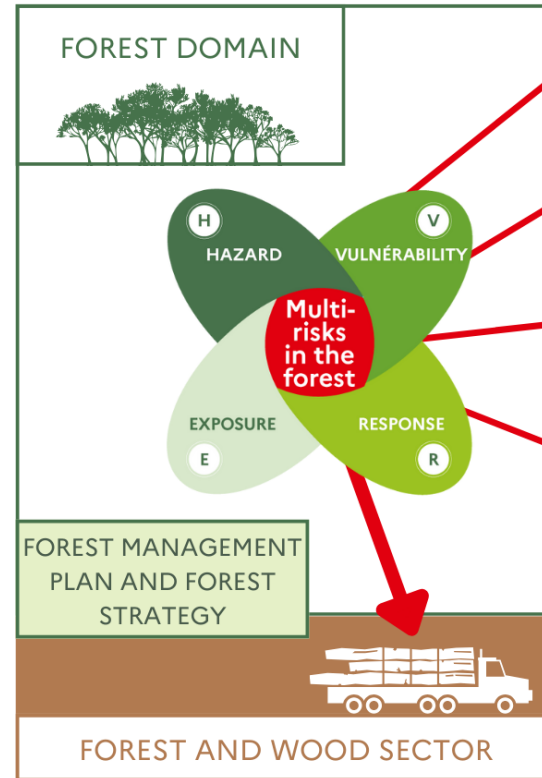 FOREST DOMAIN
H
HAZARD
V
VULNÉRABILITY
Multi-
risks
in the
forest
EXPOSURE
E
RESPONSE
R
FOREST MANAGEMENT
PLAN AND FOREST
STRATEGY
FOREST AND WOOD SECTOR